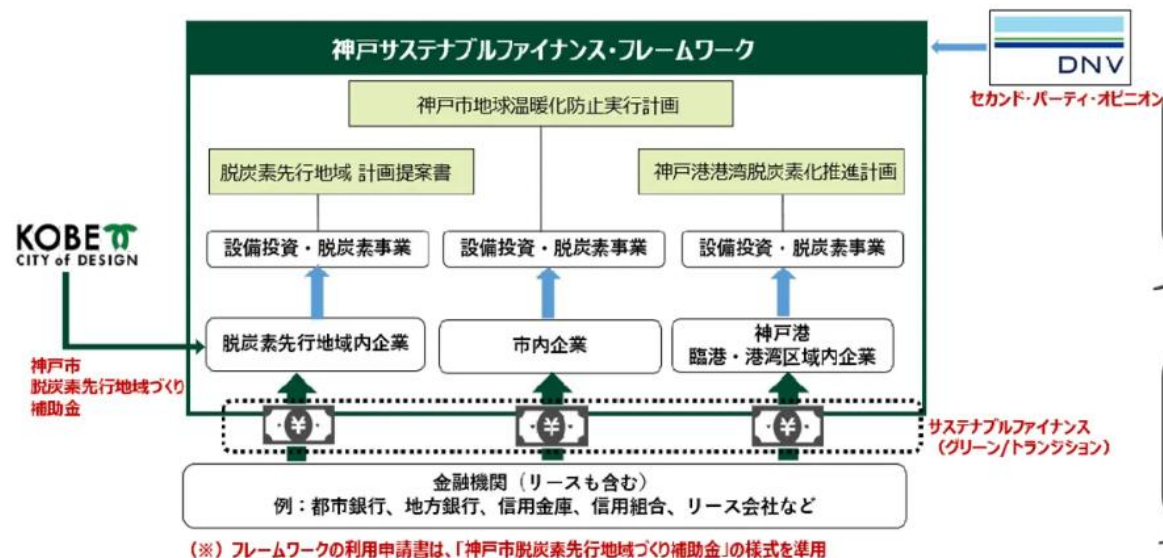 神戸サステナブルファイナンス・フレームワーク
DNV
セカンド・パーティ・オピニオン
神戸市地球温暖化防止実行計画
脱炭素先行地域 計画提案書
神戸港港湾脱炭素化推進計画
KOBE
CITY of DESIGN
設備投資・脱炭素事業
設備投資・脱炭素事業
設備投資・脱炭素事業
脱炭素先行地域内企業
市内企業
神戸港
臨港・港湾区域内企業
神戸市
脱炭素先行地域づくり
補助金
¥
¥
¥
サステナブルファイナンス
(グリーン/トランジション)
金融機関(リースも含む)
例:都市銀行、地方銀行、信用金庫、信用組合、リース会社など
(※)フレームワークの利用申請書は、「神戸市脱炭素先行地域づくり補助金」の様式を準用